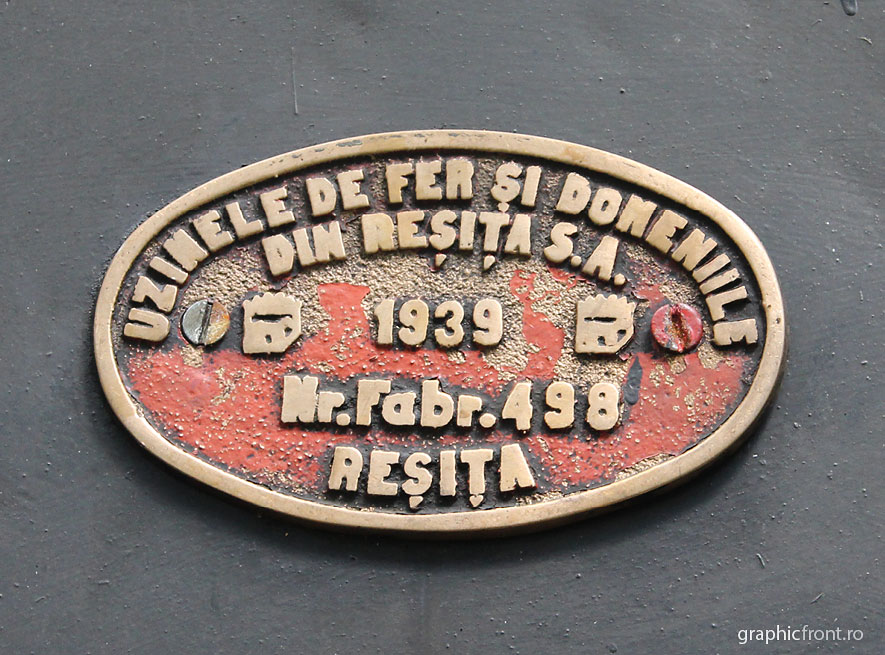 UZINELE DE FER ȘI DOMENIILE
DIN REȘIȚA S.A.
1939
Nr. Fabr. 498
REȘIȚA
graphicfront.ro